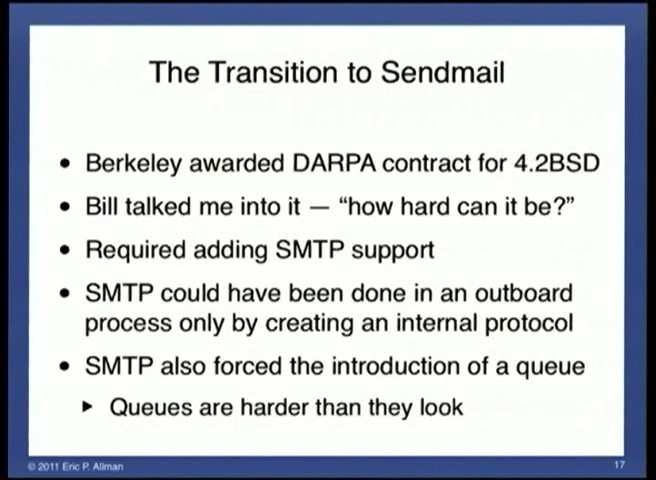 The Transition to Sendmail
• Berkeley awarded DARPA contract for 4.2BSD
• Bill talked me into it — “how hard can it be?”
• Required adding SMTP support
• SMTP could have been done in an outboard
process only by creating an internal protocol
• SMTP also forced the introduction of a queue
► Queues are harder than they look
© 2011 Eric P. Allman
17